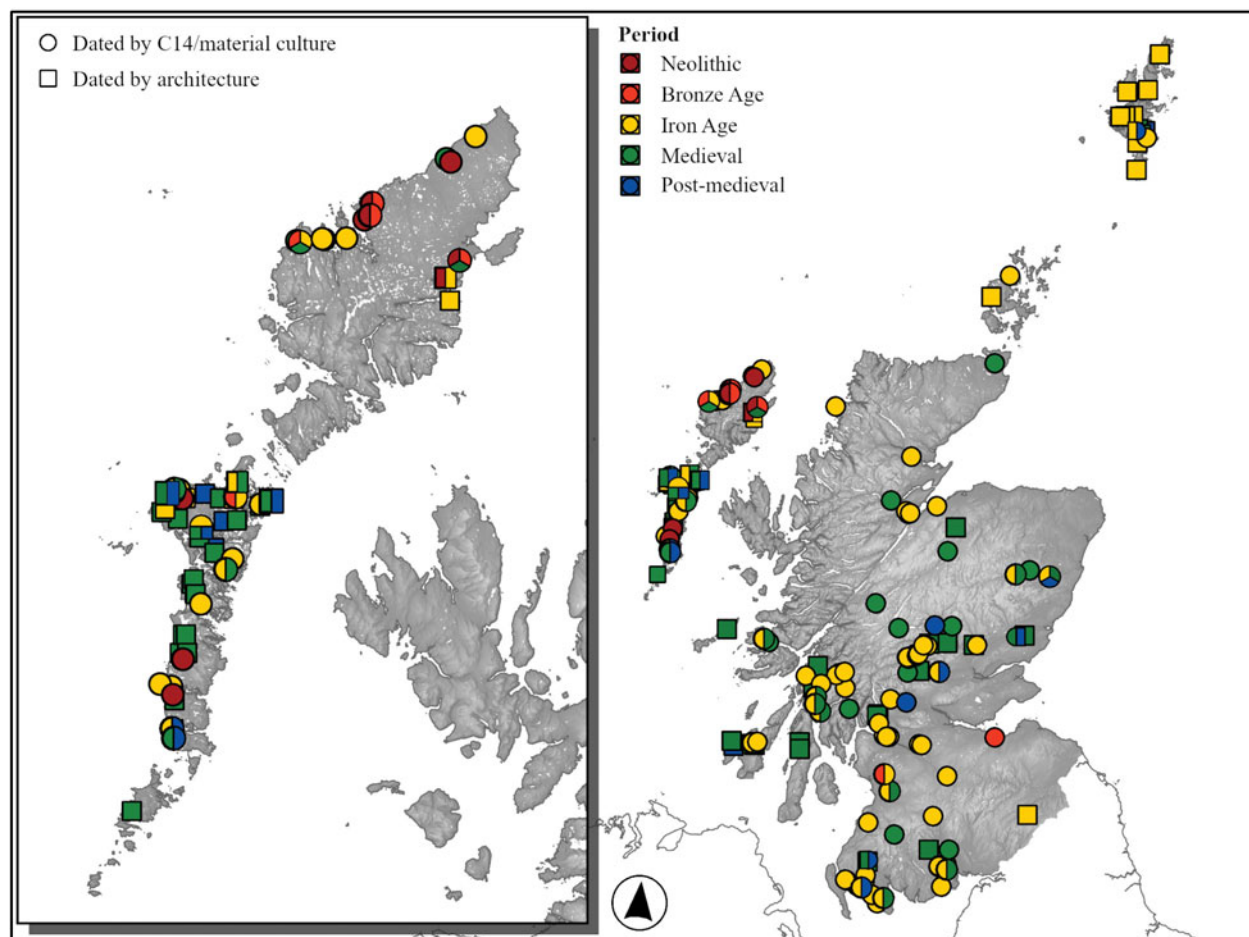 Dated by C14/material culture
Dated by architecture
Period
Neolithic
Bronze Age
Iron Age
Medieval
Post-medieval